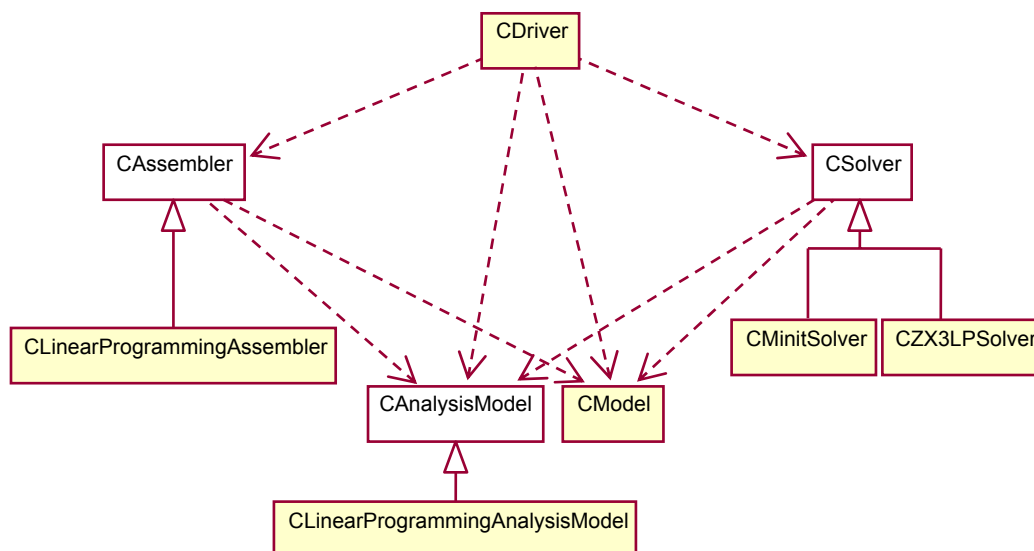 CDriver
CAssembler
CSolver
CLinearProgrammingAssembler
CMinitSolver
CZX3LPSolver
CAnalysisModel
CModel
CLinearProgrammingAnalysisModel